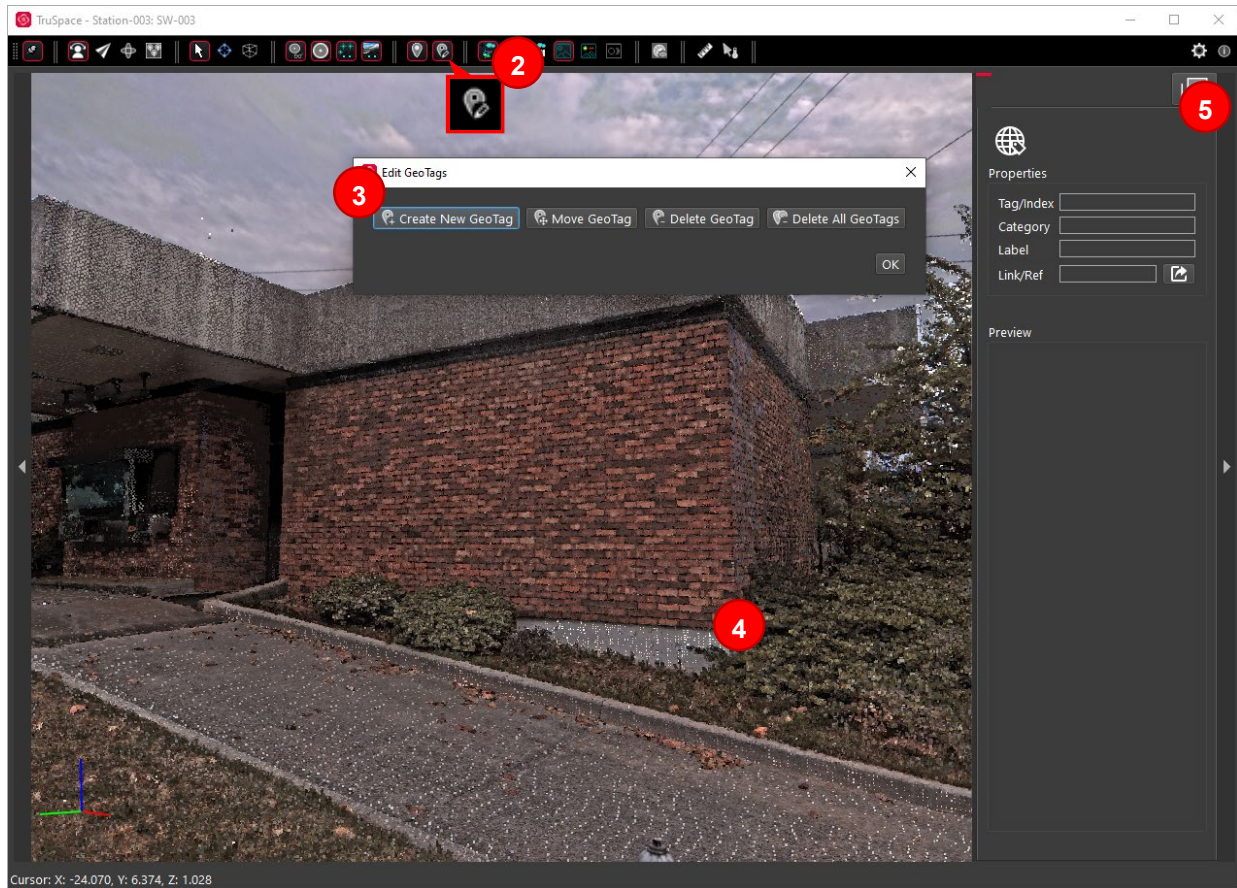 TruSpace - Station-003: SW-003
2
5
Edit GeoTags
3
Create New GeoTag
Move GeoTag
Delete GeoTag
Delete All GeoTags
OK
Properties
Tag/Index
Category
Label
Link/Ref
Preview
4
Cursor: X: -24.070, Y: 6.374, Z: 1.028